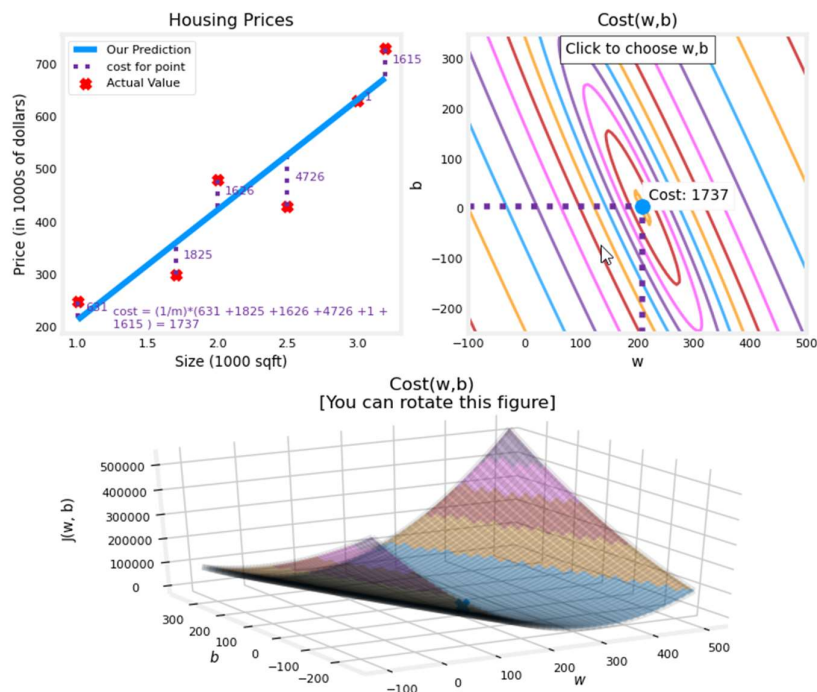 Housing Prices
Our Prediction
cost for point
Actual Value
Price (in 1000s of dollars)
700
600
500
400
300
200
1615
1
4726
1626
1825
631
cost = (1/m)*(631 +1825 +1626 +4726 +1 +
1615 ) = 1737
1.0 1.5 2.0 2.5 3.0
Size (1000 sqft)
Cost(w,b)
Click to choose w,b
b
300
200
100
0
−100
−200
Cost: 1737
−100 0 100 200 300 400 500
w
Cost(w,b)
[You can rotate this figure]
J(w, b)
500000
400000
300000
200000
100000
0
300
200
100
0
−100
−200
b
−100
0
100
200
300
400
500
w